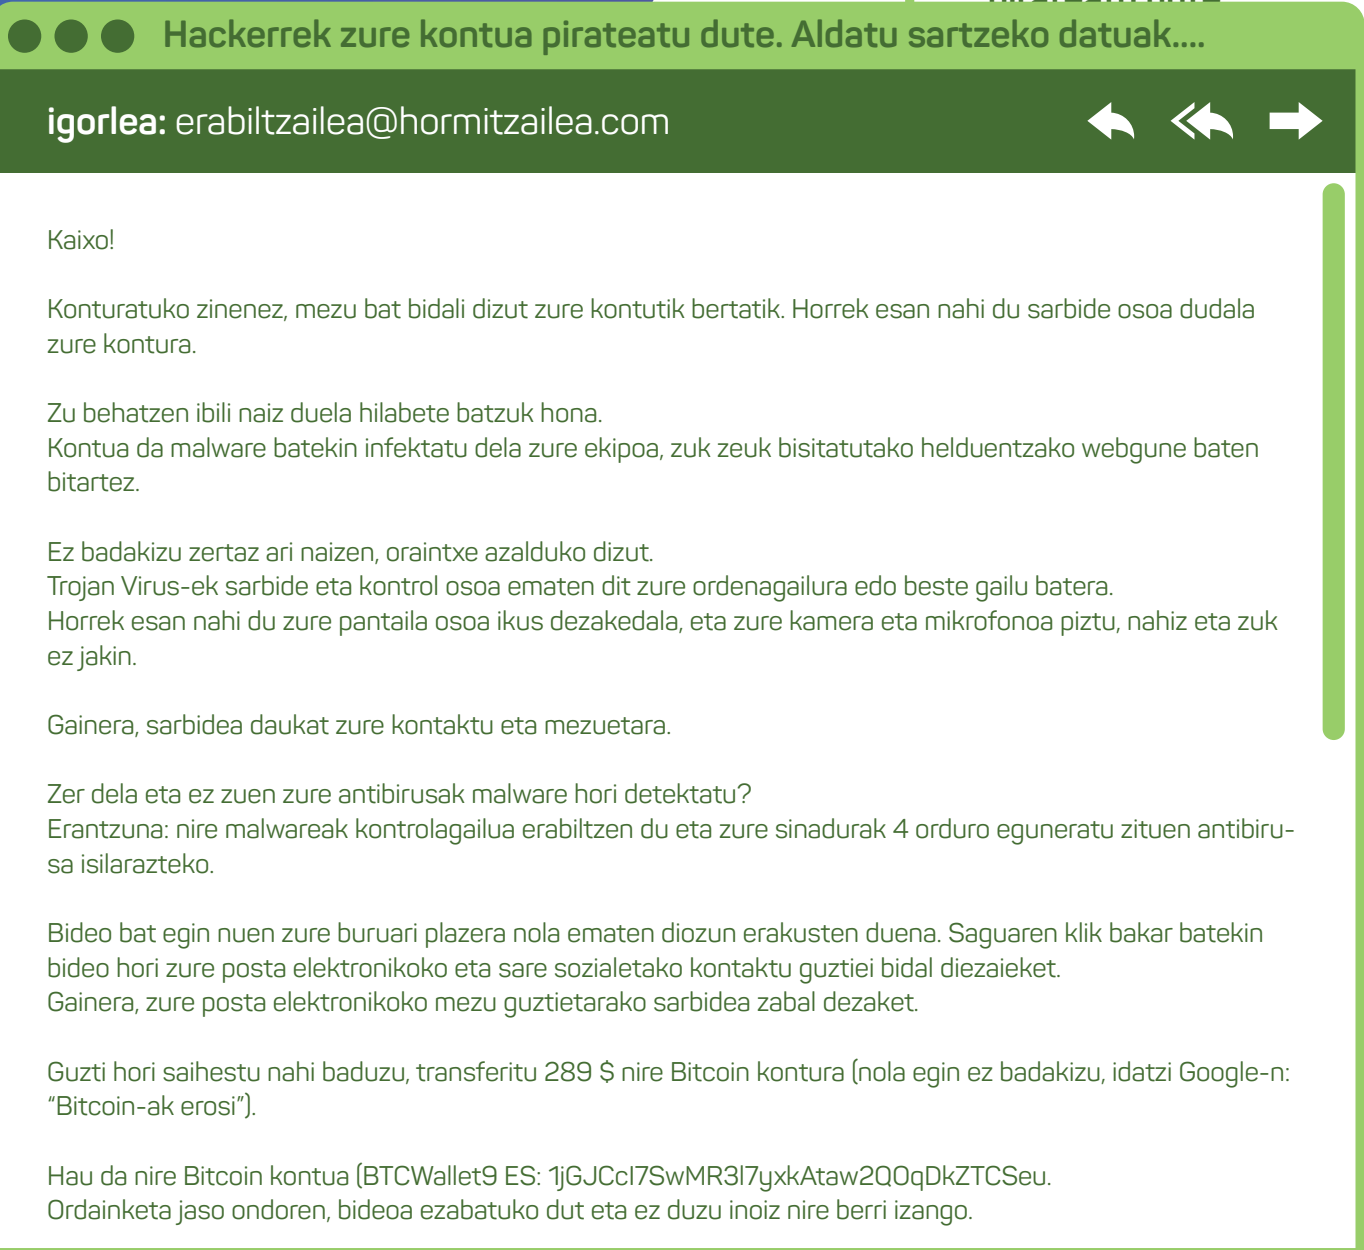 Hackerrek zure kontua pirateatu dute. Aldatu sartzeko datuak....
igorlea: erabiltzailea@hormitzailea.com
Kaixo!
Konturatuko zinenez, mezu bat bidali dizut zure kontutik bertatik. Horrek esan nahi du sarbide osoa dudala
zure kontura.
Zu behatzen ibili naiz duela hilabete batzuk hona.
Kontua da malware batekin infektatu dela zure ekipoa, zuk zeuk bisitatutako helduentzako webgune baten
bitartez.
Ez badakizu zertaz ari naizen, oraintxe azalduko dizut.
Trojan Virus-ek sarbide eta kontrol osoa ematen dit zure ordenagailura edo beste gailu batera.
Horrek esan nahi du zure pantaila osoa ikus dezakedala, eta zure kamera eta mikrofonoa piztu, nahiz eta zuk
ez jakin.
Gainera, sarbidea daukat zure kontaktu eta mezuetara.
Zer dela eta ez zuen zure antibirusak malware hori detektatu?
Erantzuna: nire malwareak kontrolagailua erabiltzen du eta zure sinadurak 4 orduro eguneratu zituen antibiru-
sa isilarazteko.
Bideo bat egin nuen zure buruari plazera nola ematen diozun erakusten duena. Saguaren klik bakar batekin
bideo hori zure posta elektronikoko eta sare sozialetako kontaktu guztiei bidal diezaieket.
Gainera, zure posta elektronikoko mezu guztietarako sarbidea zabal dezaket.
Guzti hori saihestu nahi baduzu, transferitu 289 $ nire Bitcoin kontura (nola egin ez badakizu, idatzi Google-n:
“Bitcoin-ak erosi”).
Hau da nire Bitcoin kontua (BTCWallet9 ES: 1jGJCcI7SwMR3l7yxkAtaw2QOqDkZTCSeu.
Ordainketa jaso ondoren, bideoa ezabatuko dut eta ez duzu inoiz nire berri izango.